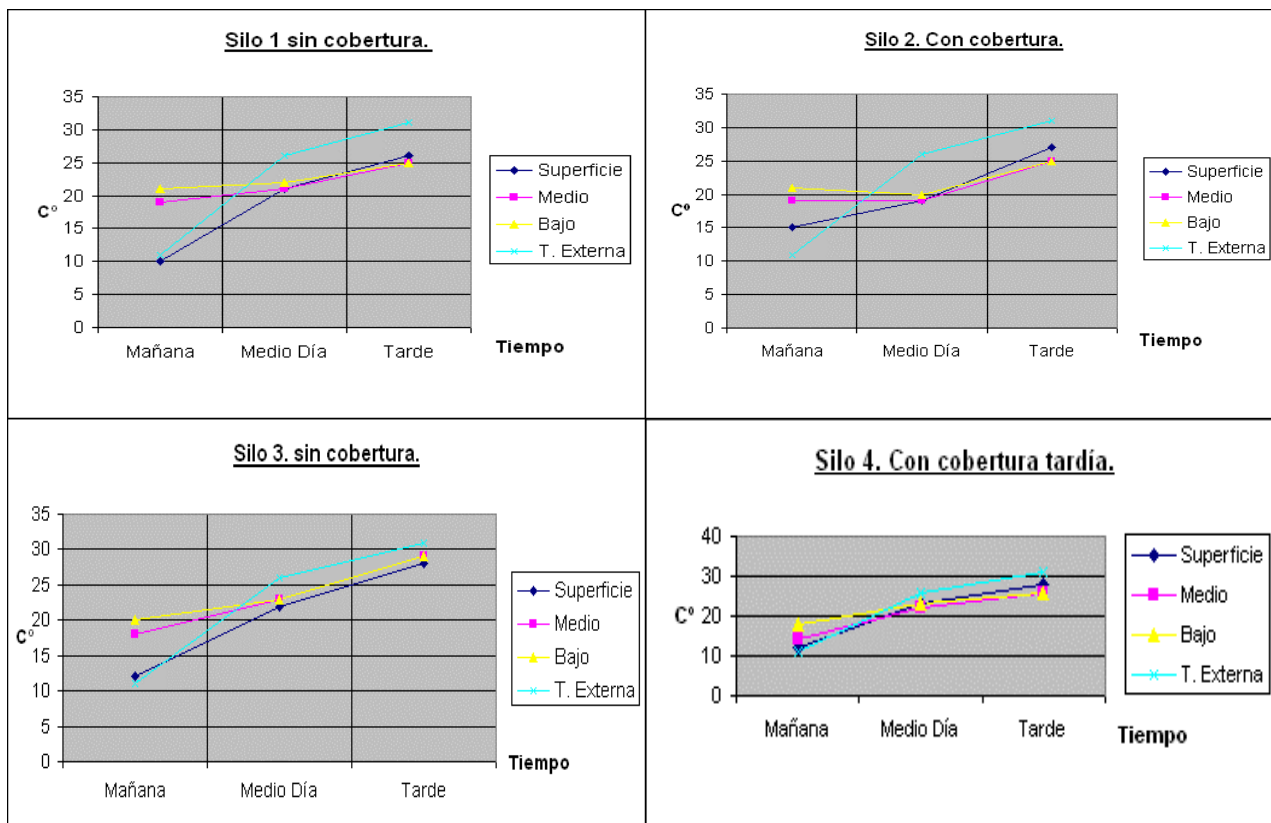 Silo 1 sin cobertura.
35
30
25
20
15
10
5
0
C°
Mañana
Medio Día
Tarde
Tiempo
Superficie
Medio
Bajo
T. Externa
Silo 2. Con cobertura.
35
30
25
20
15
10
5
0
C°
Mañana
Medio Día
Tarde
Tiempo
Superficie
Medio
Bajo
T. Externa
Silo 3. sin cobertura.
35
30
25
20
15
10
5
0
C°
Mañana
Medio Día
Tarde
Tiempo
Superficie
Medio
Bajo
T. Externa
Silo 4. Con cobertura tardía.
40
30
20
10
0
C°
Mañana
Medio Día
Tarde
Tiempo
Superficie
Medio
Bajo
T. Externa